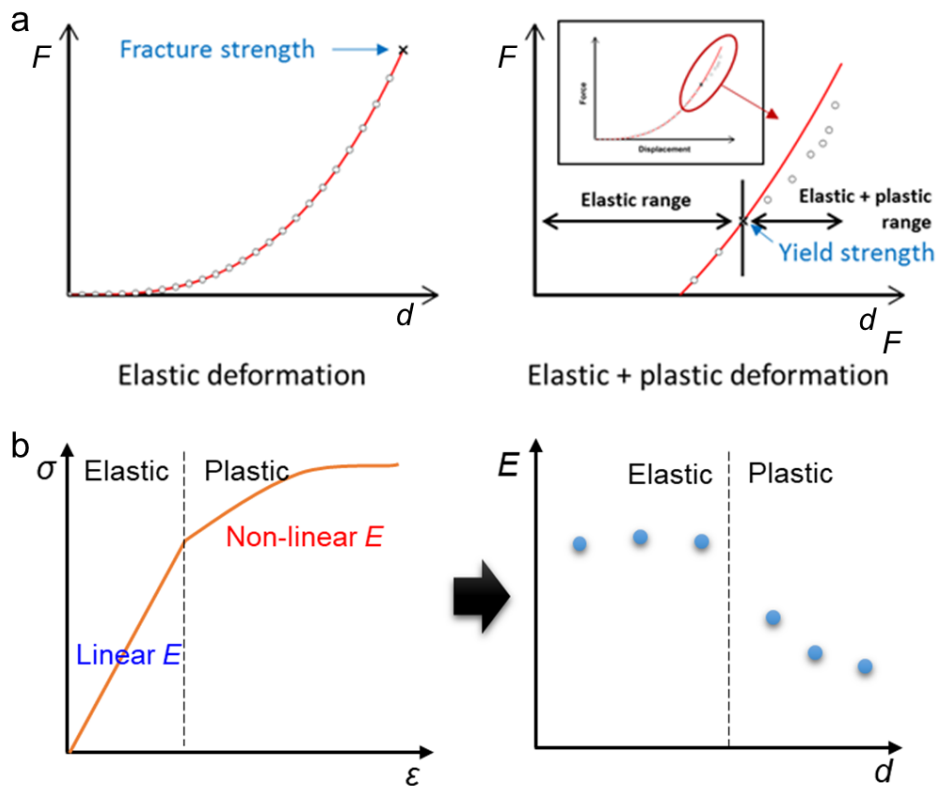 a
F
Fracture strength
d
Elastic deformation
F
Force
Displacement
Elastic range
Elastic + plastic
range
Yield strength
d
F
Elastic + plastic deformation
b
σ
Elastic
Plastic
Non-linear E
Linear E
ε
E
Elastic
Plastic
d